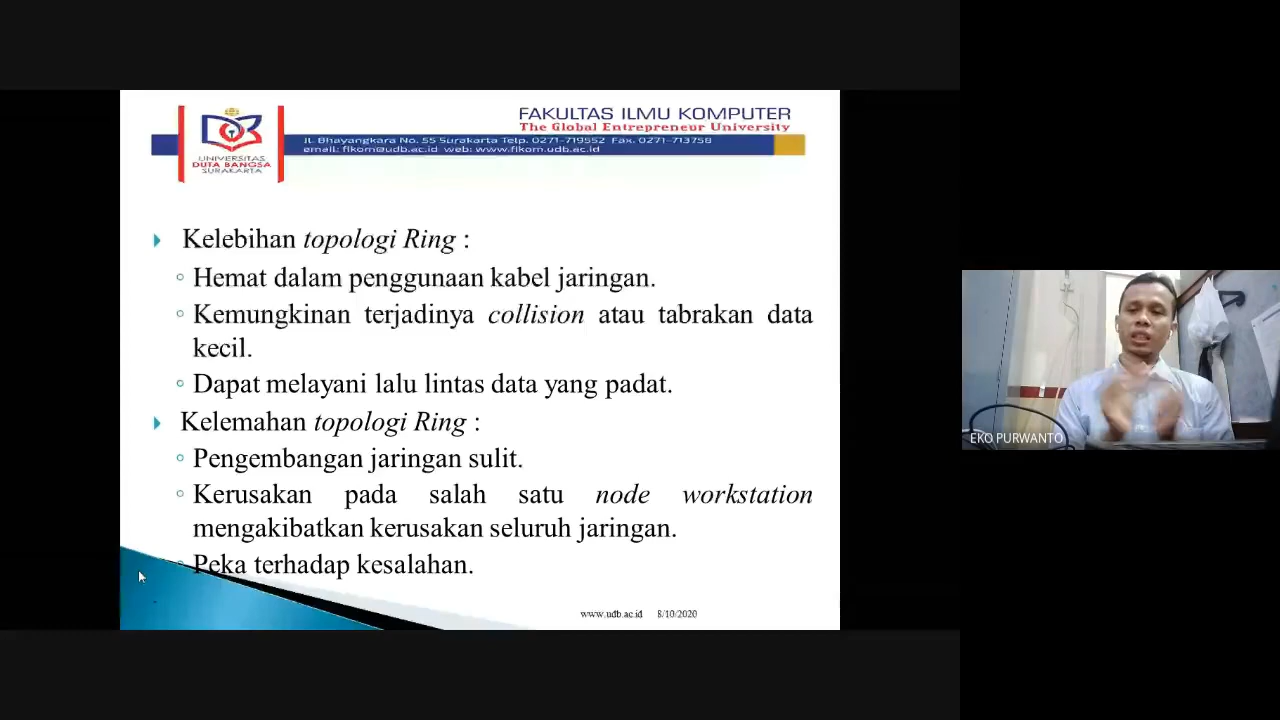 FAKULTAS ILMU KOMPUTER
The Global Entrepreneur University
JL. Bhayangkara No. 55 Surakarta Telp. 0271-719552 Fax. 0271-713758
email: fikom@udb.ac.id web: www.fikom.udb.ac.id
UNIVERSITAS
DUTA BANGSA
SURAKARTA
Kelebihan topologi Ring :
Hemat dalam penggunaan kabel jaringan.
Kemungkinan terjadinya collision atau tabrakan data
kecil.
Dapat melayani lalu lintas data yang padat.
Kelemahan topologi Ring :
Pengembangan jaringan sulit.
Kerusakan pada salah satu node workstation
mengakibatkan kerusakan seluruh jaringan.
Peka terhadap kesalahan.
www.udb.ac.id 8/10/2020
EKO PURWANTO